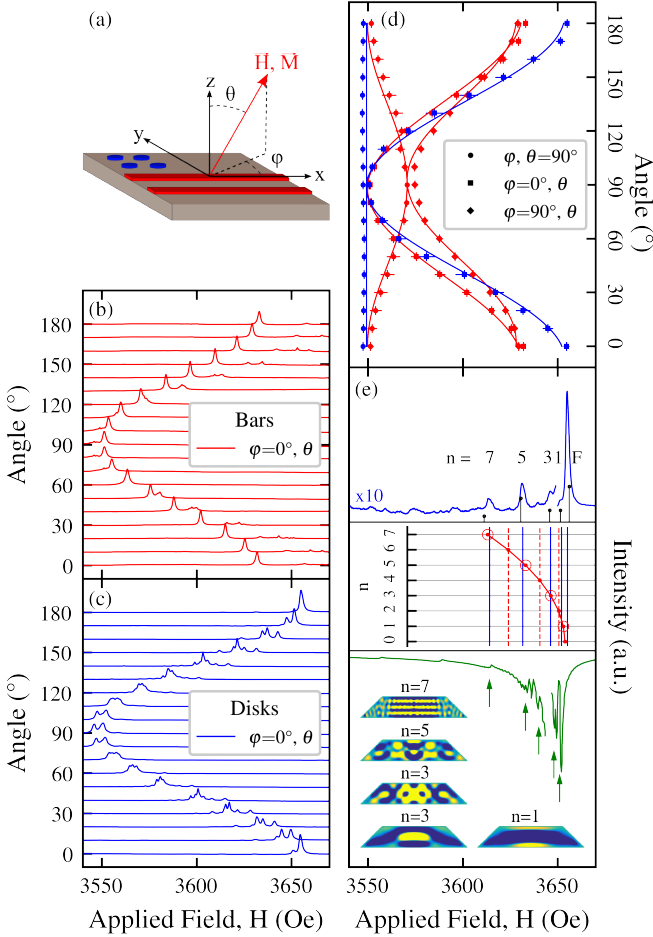 (a)
H⃗, M⃗
z
θ
y
φ
x
(b)
180
150
120
90
60
30
0
Angle (°)
Bars
φ=0°, θ
(c)
180
150
120
90
60
30
0
Angle (°)
Disks
φ=0°, θ
3550 3600 3650
Applied Field, H (Oe)
(d)
φ, θ=90°
φ=0°, θ
φ=90°, θ
180
150
120
110
90
60
30
0
Angle (°)
(e)
n = 7 5 3 1 F
x10
n
0 1 2 3 4 5 6 7
Intensity (a.u.)
n=7
n=5
n=3
n=3 n=1
3550 3600 3650
Applied Field, H (Oe)